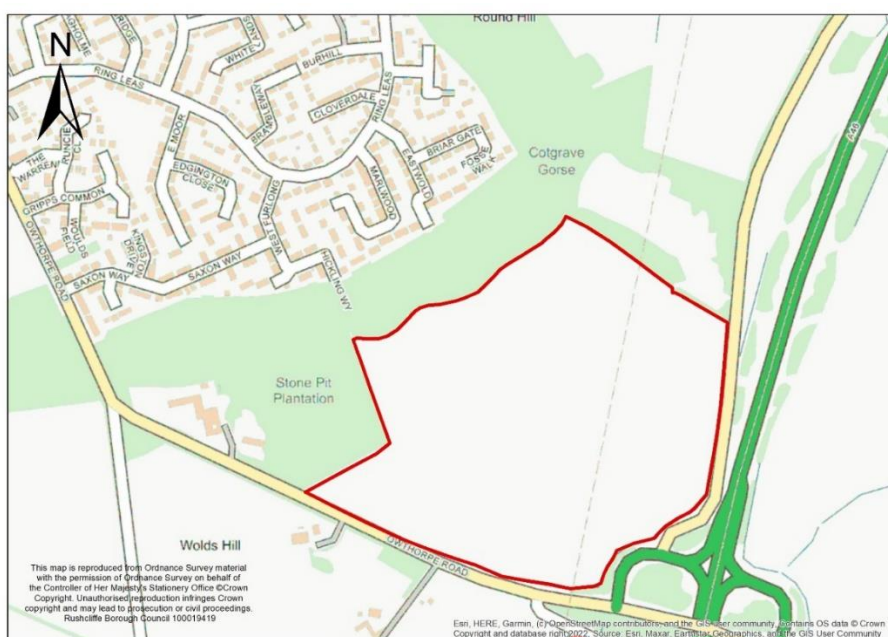 Round Hill
N
RING LEAS
WHITE
BURHILL
BRAMBLEWAY
CLOVERDALE
RING LEAS
BRIAR GATE
FORGE WALK
EASTWOLD
MARLWOOD
Cotgrave
Gorse
A46
THE WARREN
E MOOR
EDGINGTON CLOSE
GRIPPS COMMON
WOULDS FIELD
KINGSTON DRIVE
WEST FURLONG
SAXON WAY
SAXON WAY
HICKLING WY
OWTHORPE ROAD
Stone Pit
Plantation
Wolds Hill
OWTHORPE ROAD
This map is reproduced from Ordnance Survey material
with the permission of Ordnance Survey on behalf of
the Controller of Her Majesty's Stationery Office ©Crown
Copyright. Unauthorised reproduction infringes Crown
copyright and may lead to prosecution or civil proceedings.
Rushcliffe Borough Council 100019419
Esri, HERE, Garmin, (c) OpenStreetMap contributors, and the GIS user community, Contains OS data © Crown
Copyright and database right 2022, Source: Esri, Maxar, Earthstar Geographics, and the GIS User Community